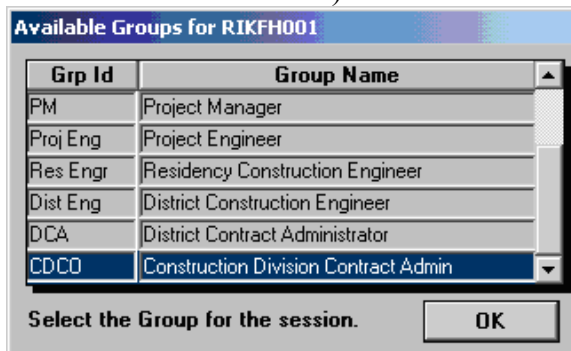 Available Groups for RIKFH001
Grp Id Group Name
PM Project Manager
Proj Eng Project Engineer
Res Engr Residency Construction Engineer
Dist Eng District Construction Engineer
DCA District Contract Administrator
CDCO Construction Division Contract Admin
Select the Group for the session. OK